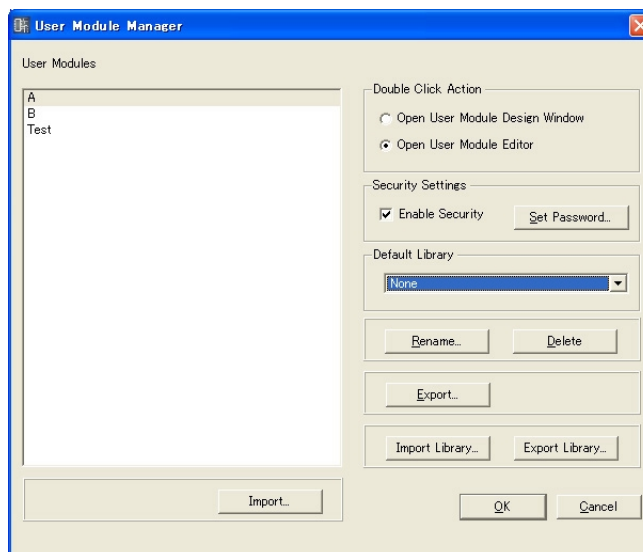 User Module Manager
User Modules
A
B
Test
Double Click Action
Open User Module Design Window
Open User Module Editor
Security Settings
Enable Security
Set Password...
Default Library
None
Rename...
Delete
Export...
Import Library...
Export Library...
Import...
OK
Cancel